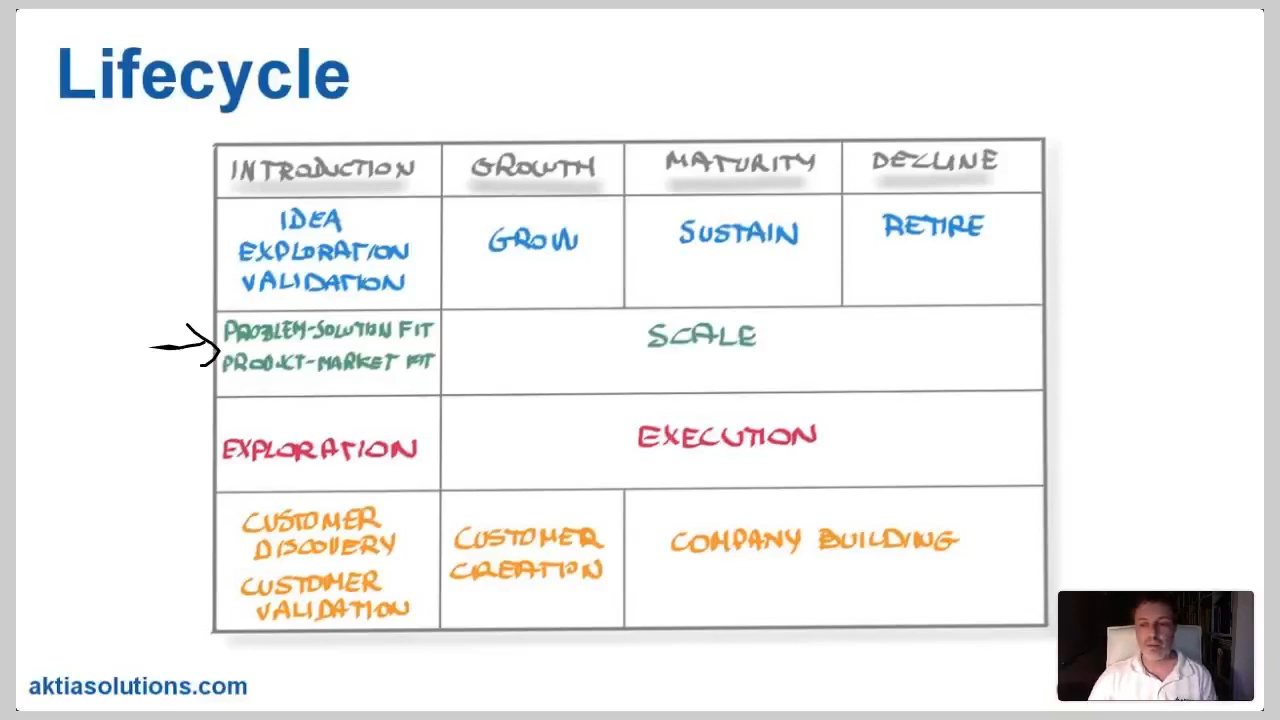 Lifecycle
INTRODUCTION
GROWTH
MATURITY
DECLINE
IDEA
EXPLORATION
VALIDATION
GROW
SUSTAIN
RETIRE
PROBLEM-SOLUTION FIT
PRODUCT-MARKET FIT
SCALE
EXPLORATION
EXECUTION
CUSTOMER
DISCOVERY
CUSTOMER
VALIDATION
CUSTOMER
CREATION
COMPANY BUILDING
aktiasolutions.com